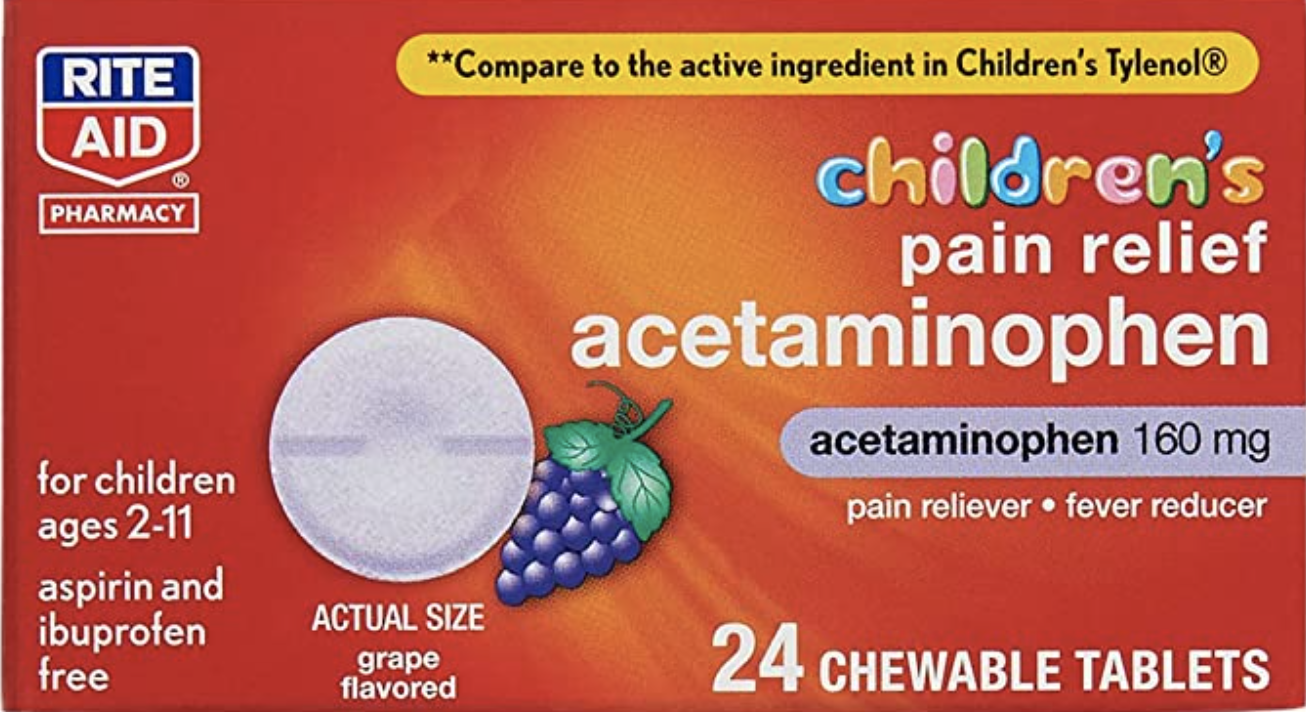 RITE
AID
®
PHARMACY
**Compare to the active ingredient in Children's Tylenol®
children's
pain relief
acetaminophen
acetaminophen 160 mg
pain reliever • fever reducer
for children
ages 2-11
aspirin and
ibuprofen
free
ACTUAL SIZE
grape
flavored
24 CHEWABLE TABLETS